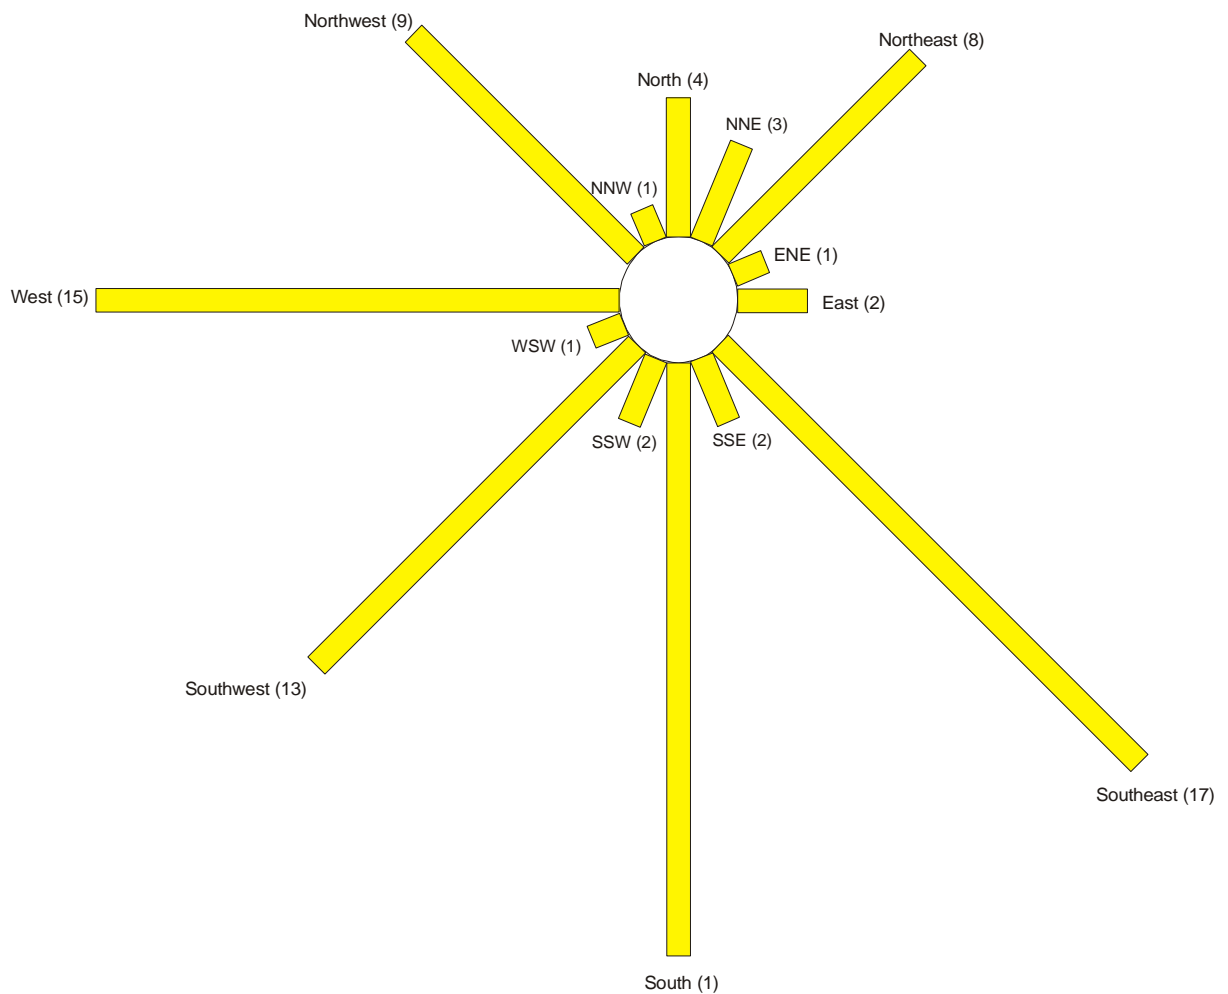 Northwest (9)
Northeast (8)
North (4)
NNE (3)
NNW (1)
ENE (1)
West (15)
East (2)
WSW (1)
SSW (2)
SSE (2)
Southwest (13)
Southeast (17)
South (1)